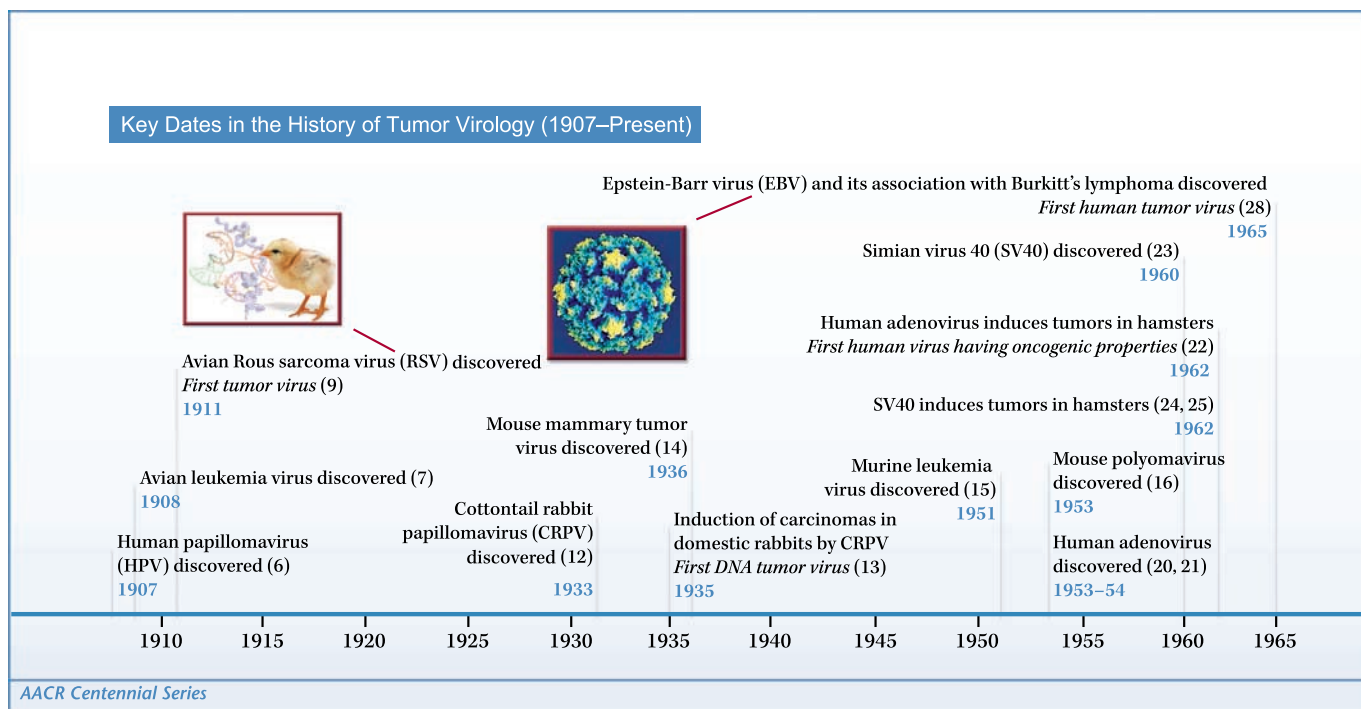 Key Dates in the History of Tumor Virology (1907–Present)
Epstein-Barr virus (EBV) and its association with Burkitt's lymphoma discovered
First human tumor virus (28)
1965
Simian virus 40 (SV40) discovered (23)
1960
Human adenovirus induces tumors in hamsters
First human virus having oncogenic properties (22)
1962
SV40 induces tumors in hamsters (24, 25)
1962
Avian Rous sarcoma virus (RSV) discovered
First tumor virus (9)
1911
Mouse mammary tumor
virus discovered (14)
1936
Avian leukemia virus discovered (7)
1908
Murine leukemia
virus discovered (15)
1951
Mouse polyomavirus
discovered (16)
1953
Human papillomavirus
(HPV) discovered (6)
1907
Cottontail rabbit
papillomavirus (CRPV)
discovered (12)
1933
Induction of carcinomas in
domestic rabbits by CRPV
First DNA tumor virus (13)
1935
Human adenovirus
discovered (20, 21)
1953–54
1910 1915 1920 1925 1930 1935 1940 1945 1950 1955 1960 1965
AACR Centennial Series